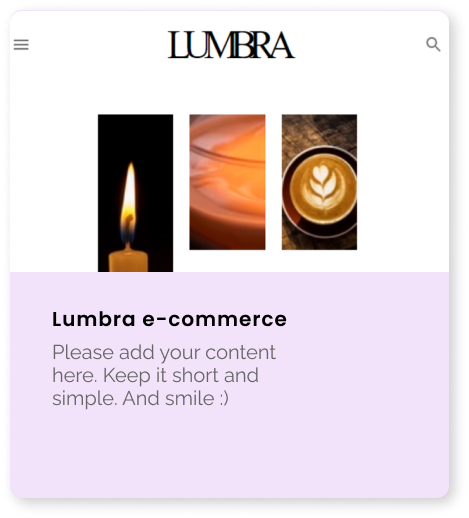 LUMBRA
Lumbra e-commerce
Please add your content
here. Keep it short and
simple. And smile :)